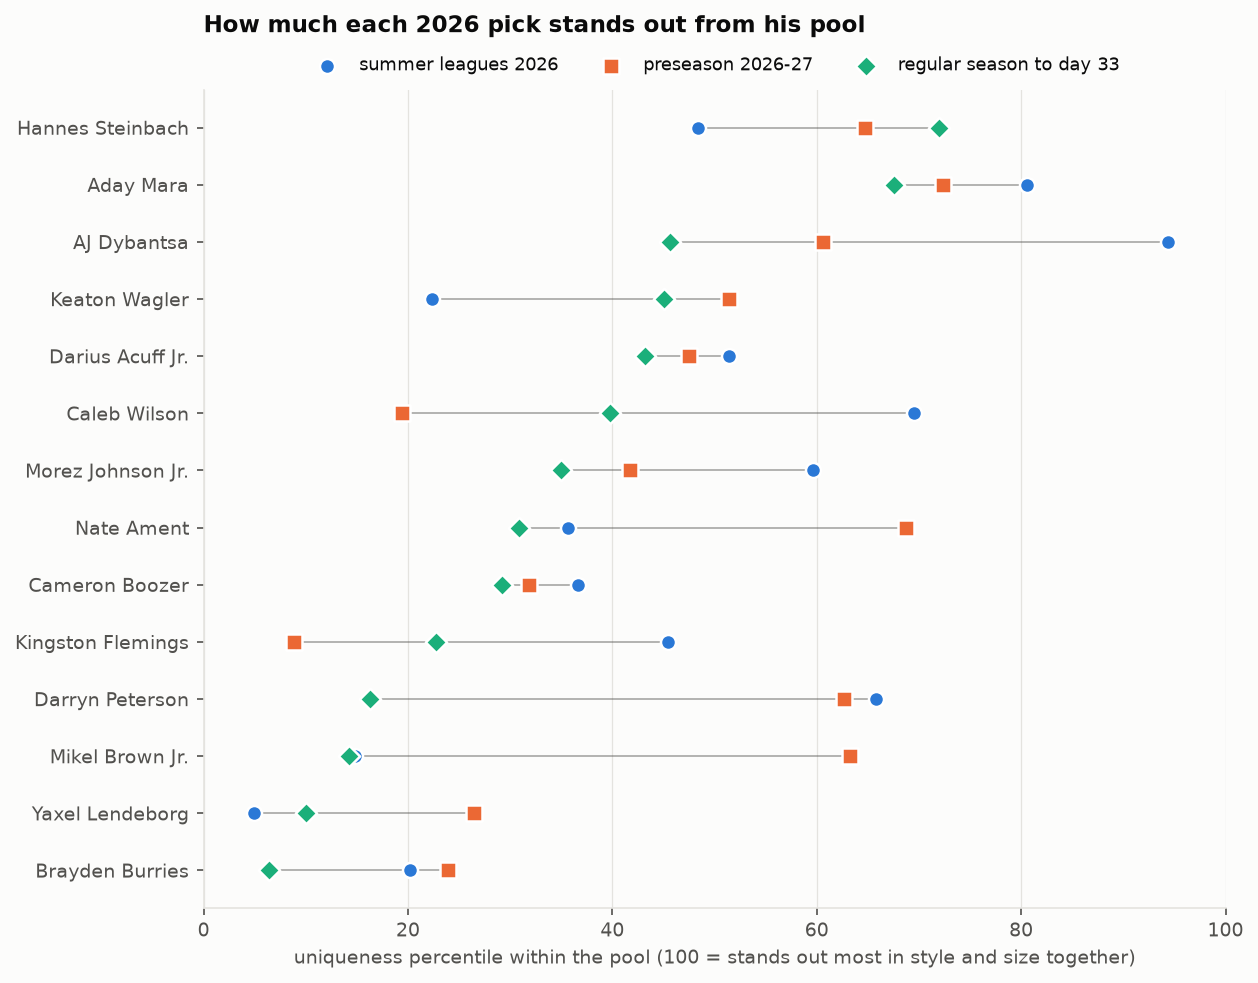 How much each 2026 pick stands out from his pool
summer leagues 2026 preseason 2026-27 regular season to day 33
Hannes Steinbach
Aday Mara
AJ Dybantsa
Keaton Wagler
Darius Acuff Jr.
Caleb Wilson
Morez Johnson Jr.
Nate Ament
Cameron Boozer
Kingston Flemings
Darryn Peterson
Mikel Brown Jr.
Yaxel Lendeborg
Brayden Burries
0 20 40 60 80 100
uniqueness percentile within the pool (100 = stands out most in style and size together)